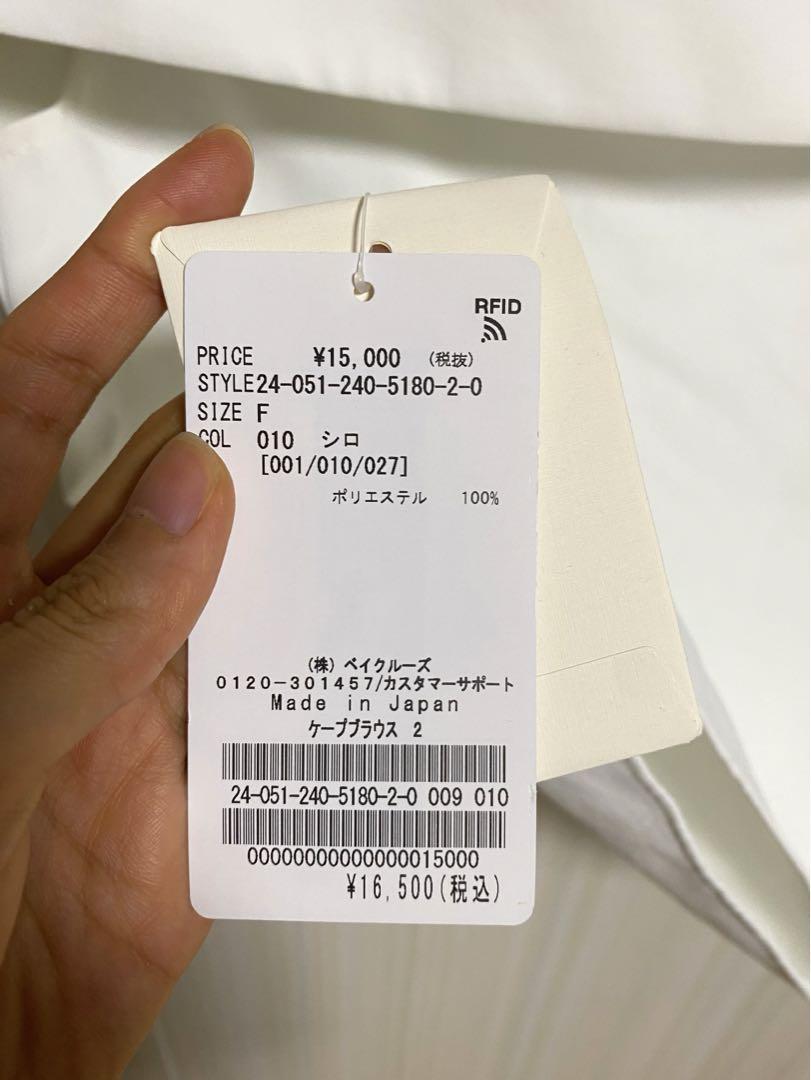 RFID
PRICE ¥15,000 (税抜)
STYLE 24-051-240-5180-2-0
SIZE F
COL 010 シロ
[001/010/027]
ポリエステル 100%
(株) ベイクルーズ
0120-301457/カスタマーサポート
Made in Japan
ケープブラウス 2
24-051-240-5180-2-0 009 010
00000000000000015000
¥16,500(税込)